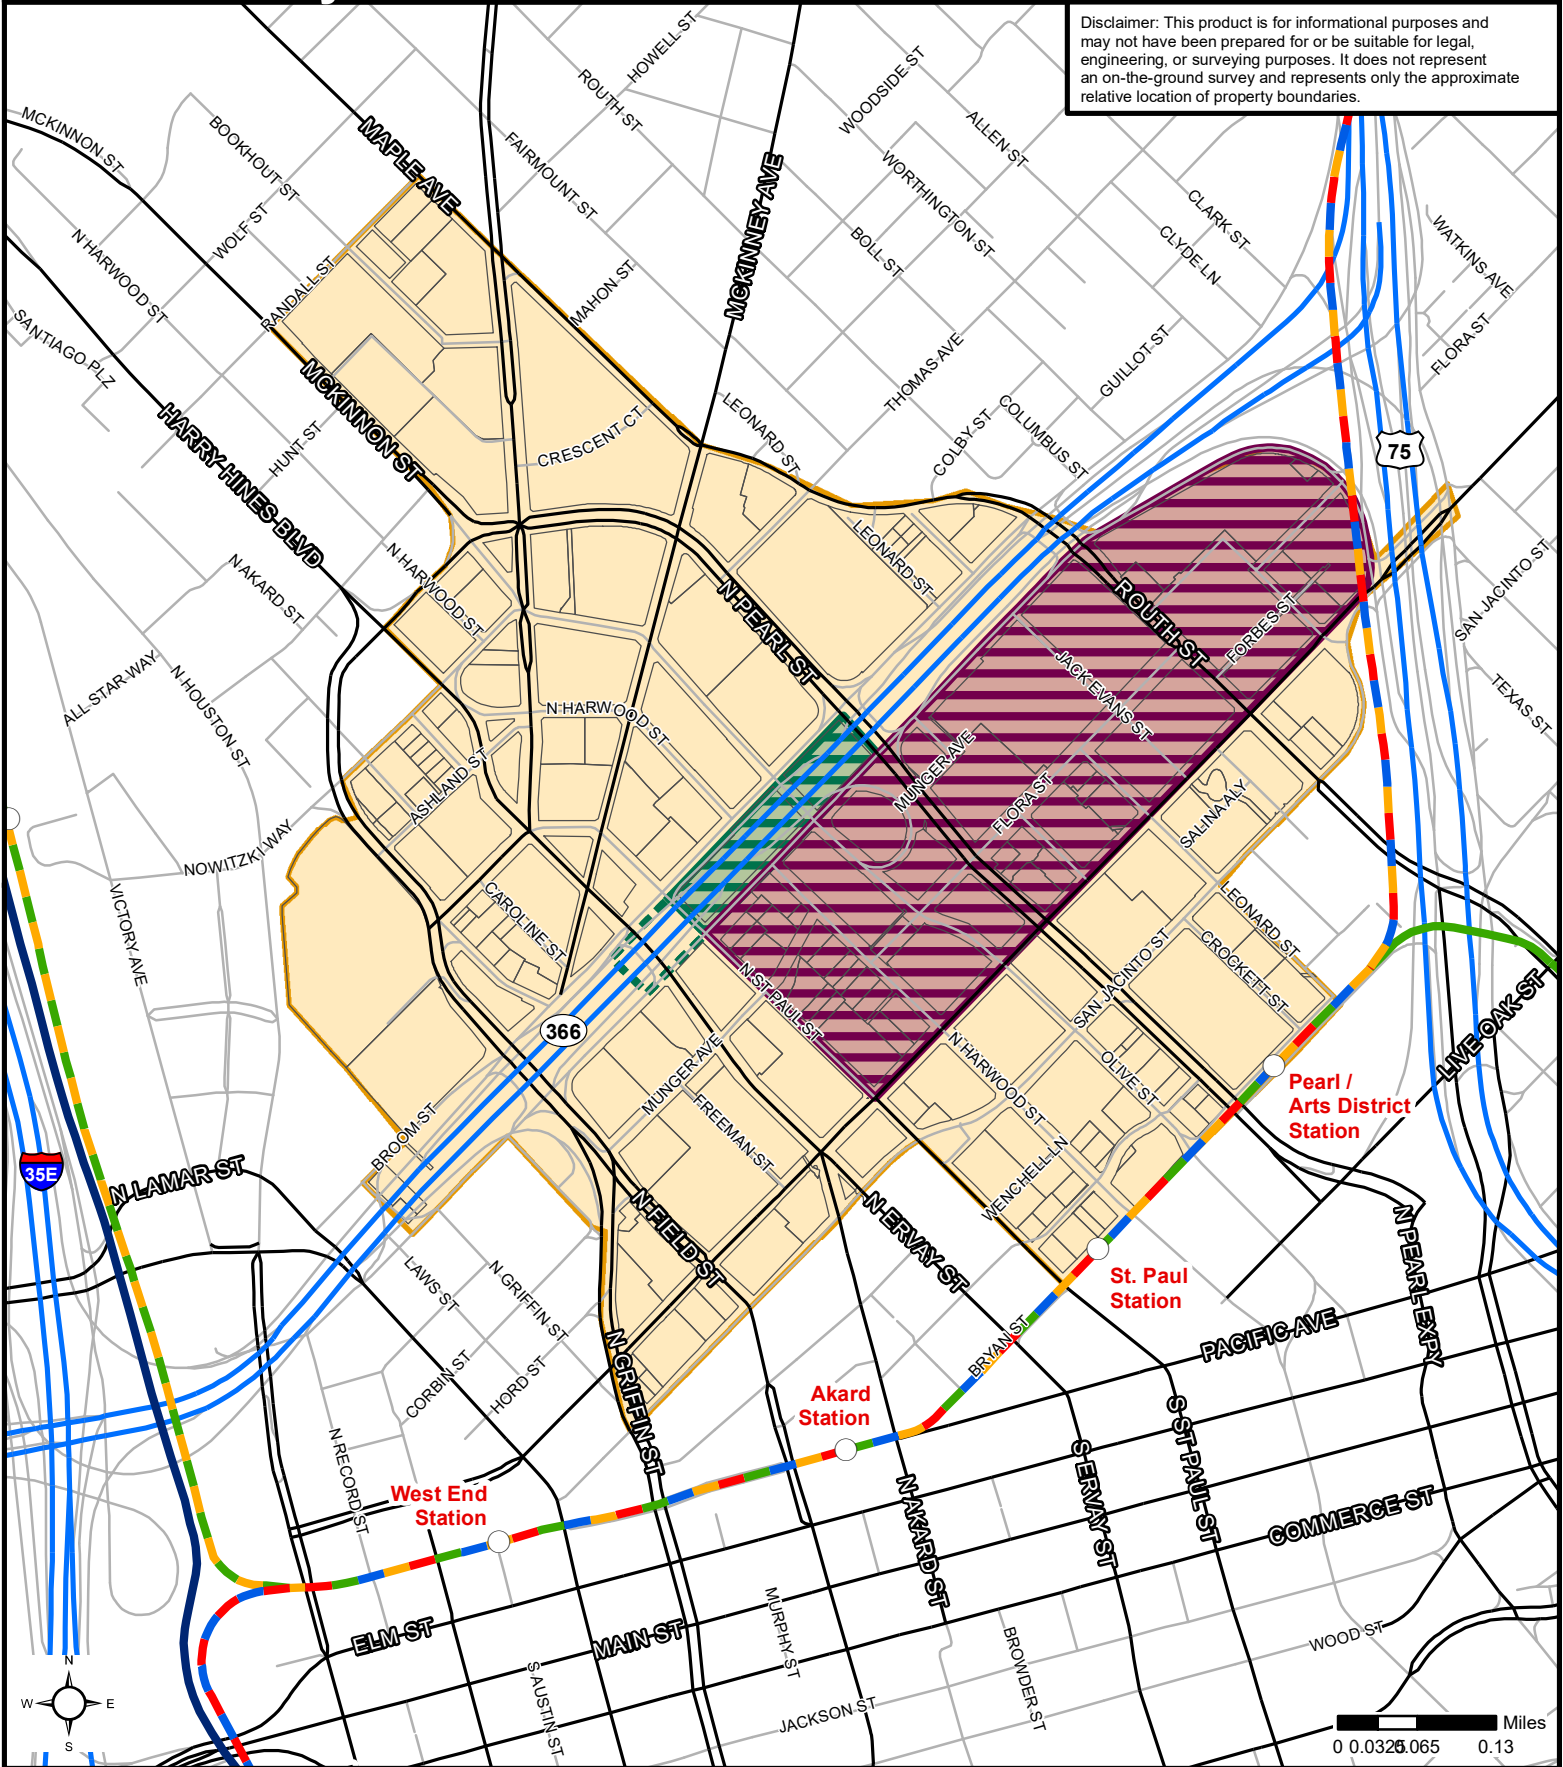 Disclaimer: This product is for informational purposes and
may not have been prepared for or be suitable for legal,
engineering, or surveying purposes. It does not represent
an on-the-ground survey and represents only the approximate
relative location of property boundaries.
HOWELL ST
ROUTH ST
WOODSIDE ST
MCKINNON ST
BOOKHOUT ST
MAPLE AVE
FAIRMOUNT ST
ALLEN ST
WORTHINGTON ST
MCKINNEY AVE
WOLF ST
CLARK ST
WATKINS AVE
N HARWOOD ST
BOLL ST
CLYDE LN
RANDALL ST
MAHON ST
SANTIAGO PLZ
FLORA ST
THOMAS AVE
GUILLOT ST
MCKINNON ST
HARRY HINES BLVD
HUNT ST
CRESCENT CT
LEONARD ST
COLBY ST
COLUMBUS ST
75
N AKARD ST
N HARWOOD ST
LEONARD ST
SAN JACINTO ST
N PEARL ST
ROUTH ST
FORBES ST
JACK EVANS ST
ALL STAR WAY
N HOUSTON ST
N HARWOOD ST
TEXAS ST
ASHLAND ST
MUNGER AVE
FLORA ST
SALINA ALY
NOWITZKI WAY
VICTORY AVE
CAROLINE ST
LEONARD ST
CROCKETT ST
N ST PAUL ST
SAN JACINTO ST
366
MUNGER AVE
N HARWOOD ST
OLIVE ST
LIVE OAK ST
Pearl /
Arts District
Station
FREEMAN ST
BROOM ST
35E
N LAMAR ST
WENCHELL LN
N FIELD ST
N ERVAY ST
N PEARL EXPY
LAWS ST
N GRIFFIN ST
St. Paul
Station
BRYAN ST
PACIFIC AVE
CORBIN ST
HORD ST
N GRIFFIN ST
Akard
Station
S ST PAUL ST
N RECORD ST
West End
Station
S ERVAY ST
N AKARD ST
COMMERCE ST
ELM ST
MAIN ST
MURPHY ST
BROWDER ST
WOOD ST
S AUSTIN ST
JACKSON ST
N
W E
S
Miles
0 0.0325 0.065 0.13